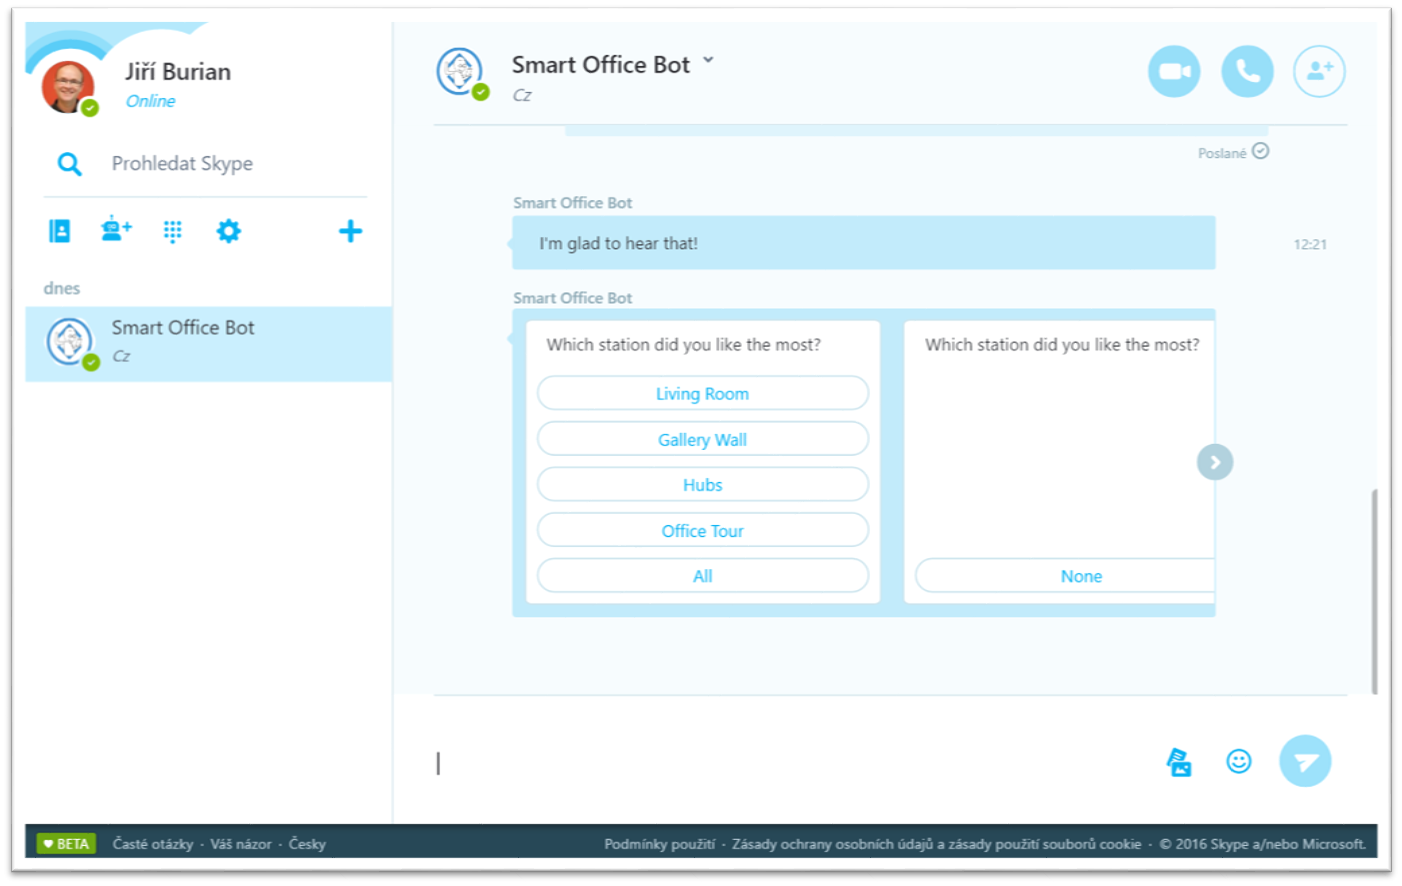 Jiří Burian
Online
Prohledat Skype
dnes
Smart Office Bot
Cz
Smart Office Bot
Cz
Poslané
Smart Office Bot
I'm glad to hear that!
12:21
Smart Office Bot
Which station did you like the most?
Living Room
Gallery Wall
Hubs
Office Tour
All
Which station did you like the most?
None
BETA Časté otázky · Váš názor · Česky
Podmínky použití · Zásady ochrany osobních údajů a zásady použití souborů cookie · © 2016 Skype a/nebo Microsoft.